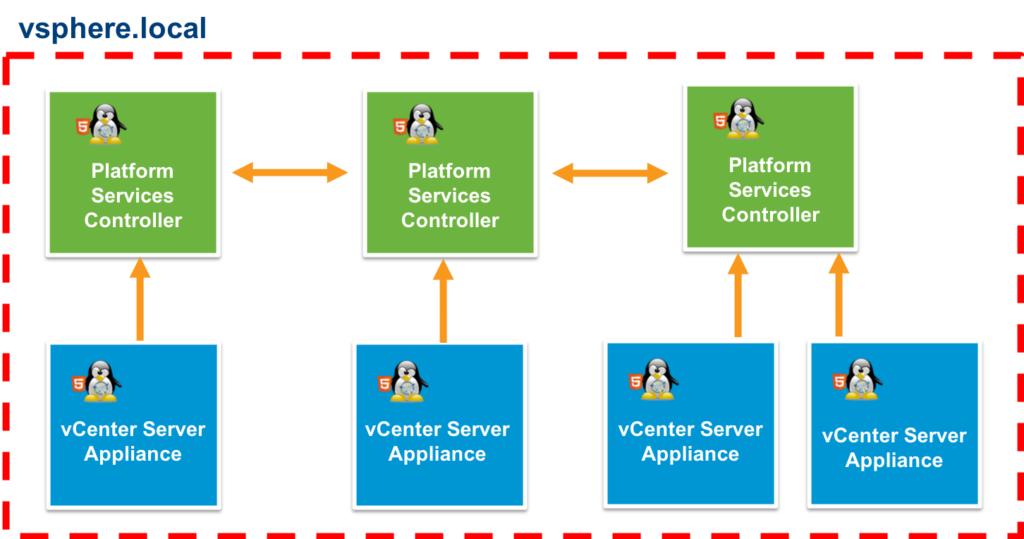 vsphere.local
5
Platform
Services
Controller
5
Platform
Services
Controller
5
Platform
Services
Controller
5
vCenter Server
Appliance
5
vCenter Server
Appliance
5
vCenter Server
Appliance
5
vCenter Server
Appliance